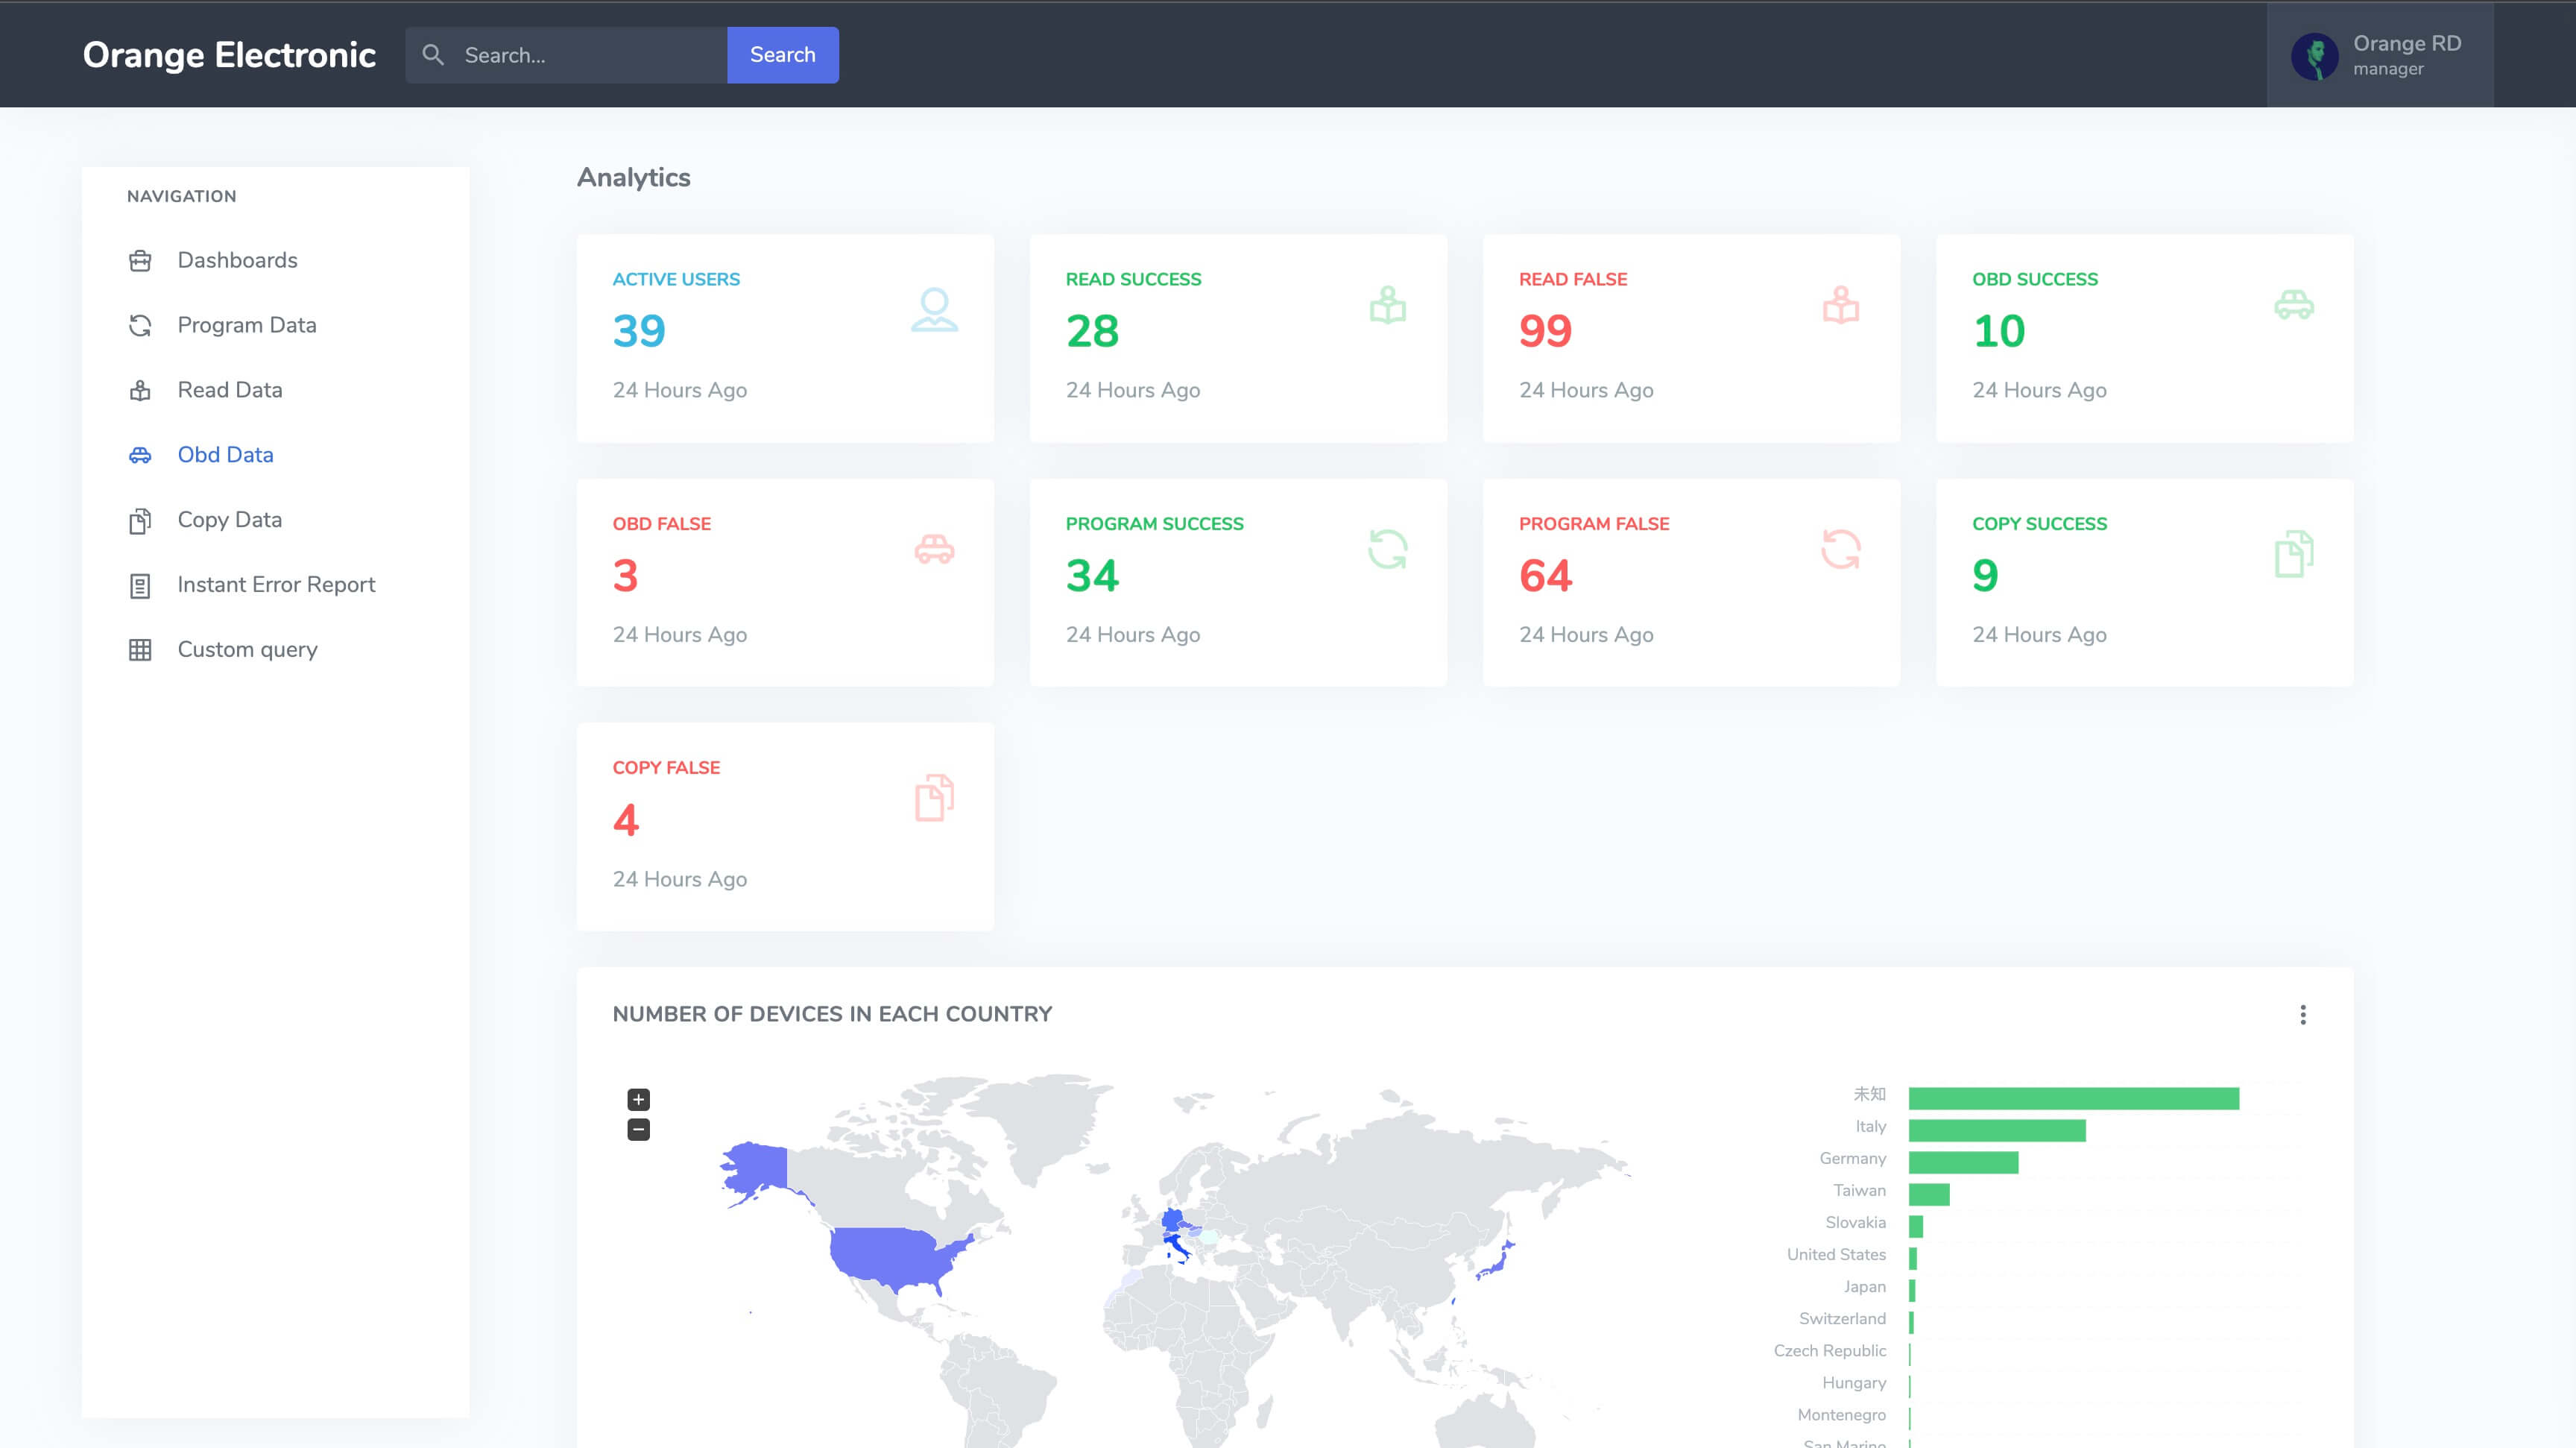 Orange Electronic
Search...
Search
Orange RD
manager
NAVIGATION
Dashboards
Program Data
Read Data
Obd Data
Copy Data
Instant Error Report
Custom query
Analytics
ACTIVE USERS
39
24 Hours Ago
READ SUCCESS
28
24 Hours Ago
READ FALSE
99
24 Hours Ago
OBD SUCCESS
10
24 Hours Ago
OBD FALSE
3
24 Hours Ago
PROGRAM SUCCESS
34
24 Hours Ago
PROGRAM FALSE
64
24 Hours Ago
COPY SUCCESS
9
24 Hours Ago
COPY FALSE
4
24 Hours Ago
NUMBER OF DEVICES IN EACH COUNTRY
+
−
未知
Italy
Germany
Taiwan
Slovakia
United States
Japan
Switzerland
Czech Republic
Hungary
Montenegro
San Marino